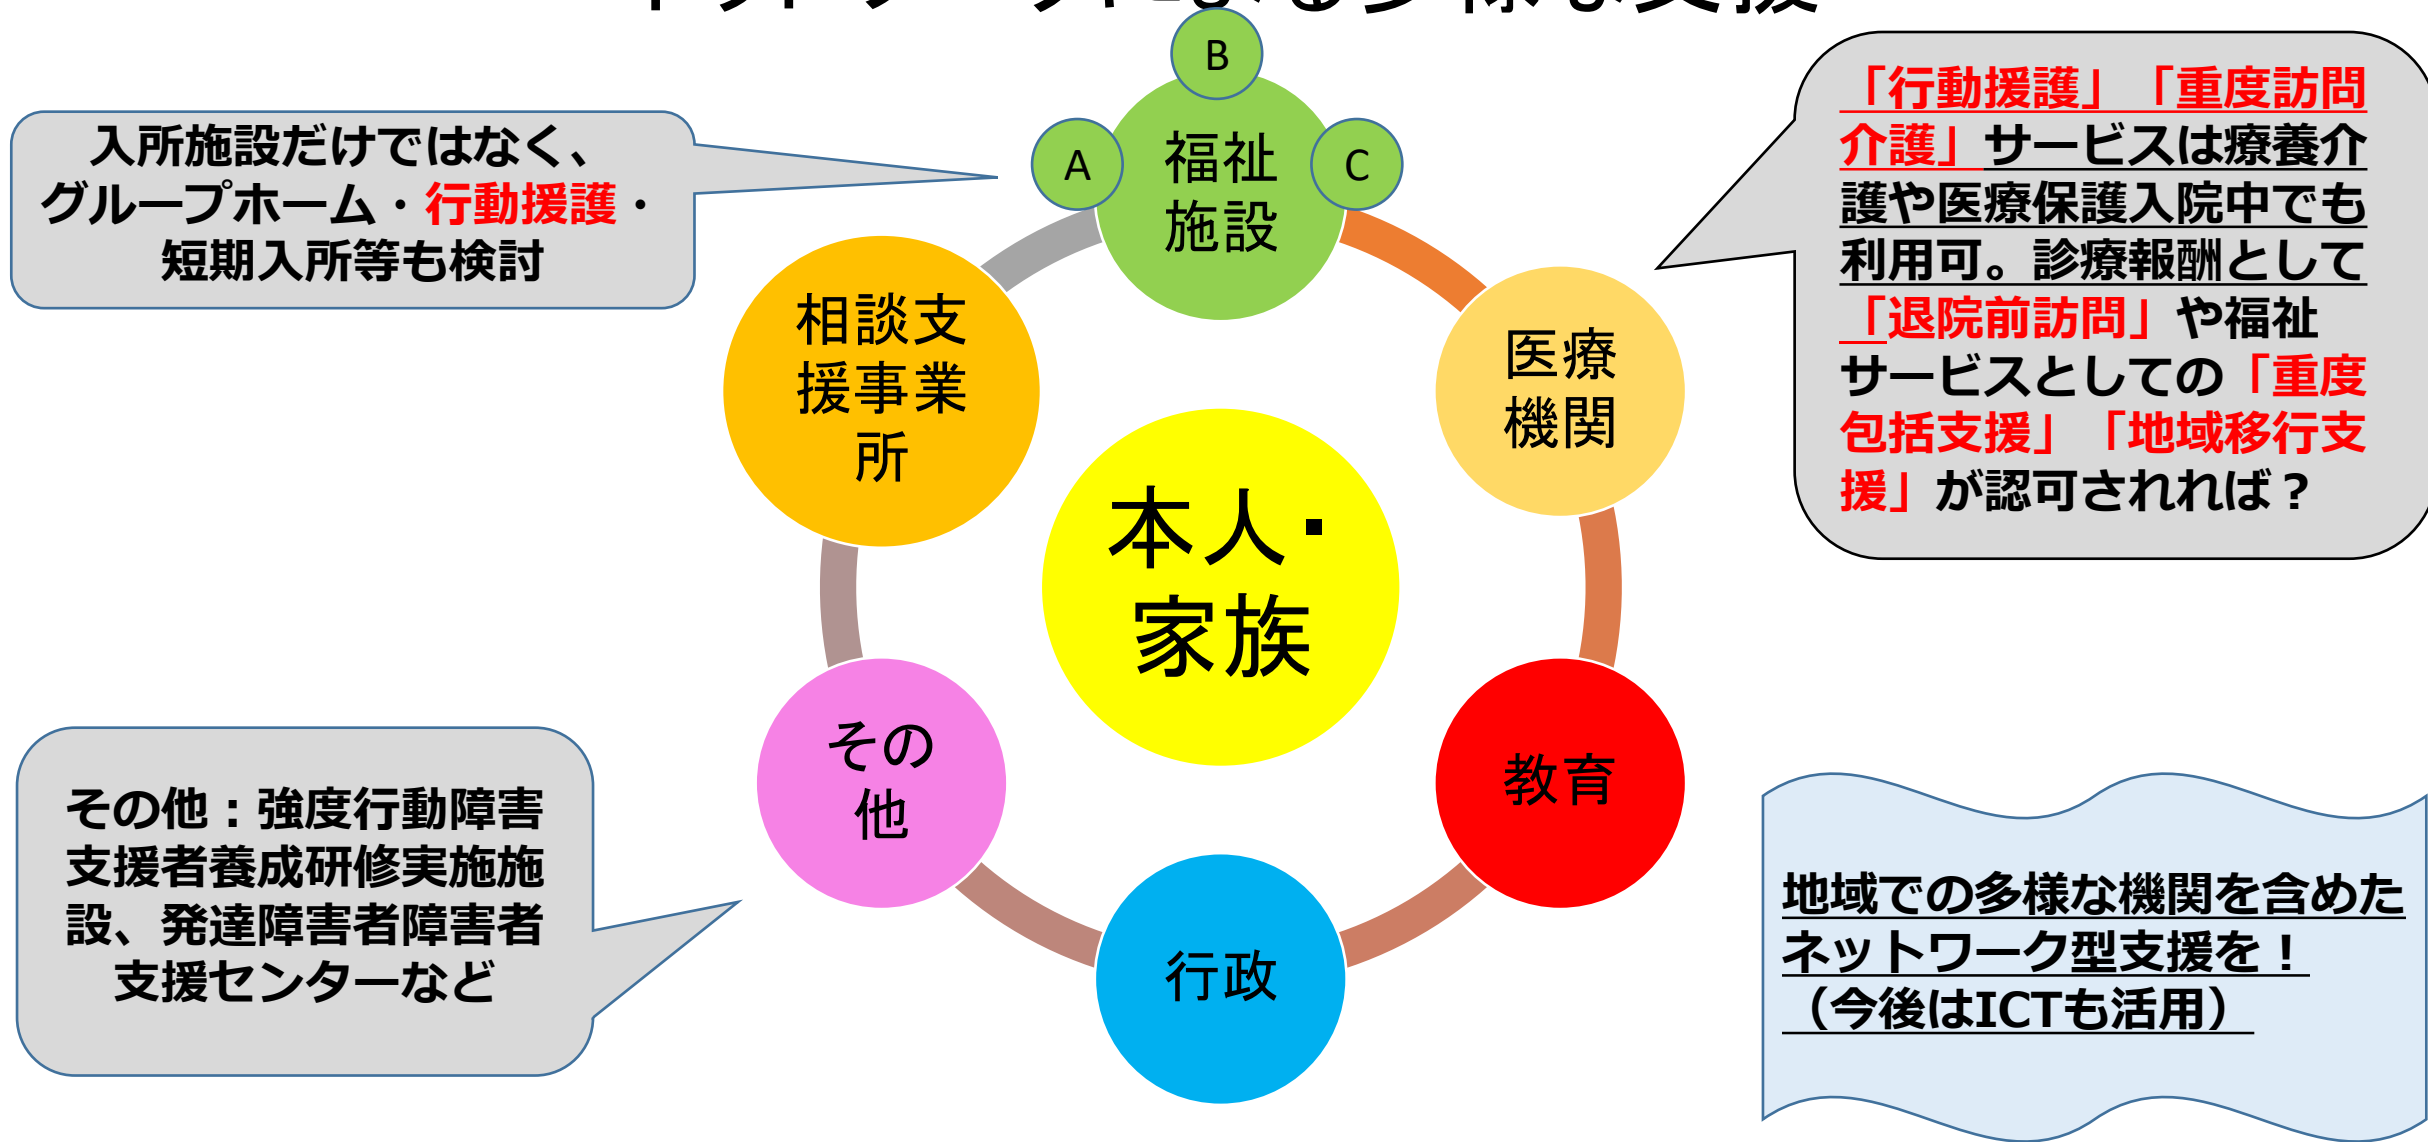 B
A
C
福祉
施設
入所施設だけではなく、
グループホーム・行動援護・
短期入所等も検討
「行動援護」「重度訪問
介護」サービスは療養介
護や医療保護入院中でも
利用可。診療報酬として
「退院前訪問」や福祉
サービスとしての「重度
包括支援」「地域移行支
援」が認可されれば？
相談支
援事業
所
医療
機関
本人・
家族
その
他
教育
行政
その他：強度行動障害
支援者養成研修実施施
設、発達障害者障害者
支援センターなど
地域での多様な機関を含めた
ネットワーク型支援を！
（今後はICTも活用）